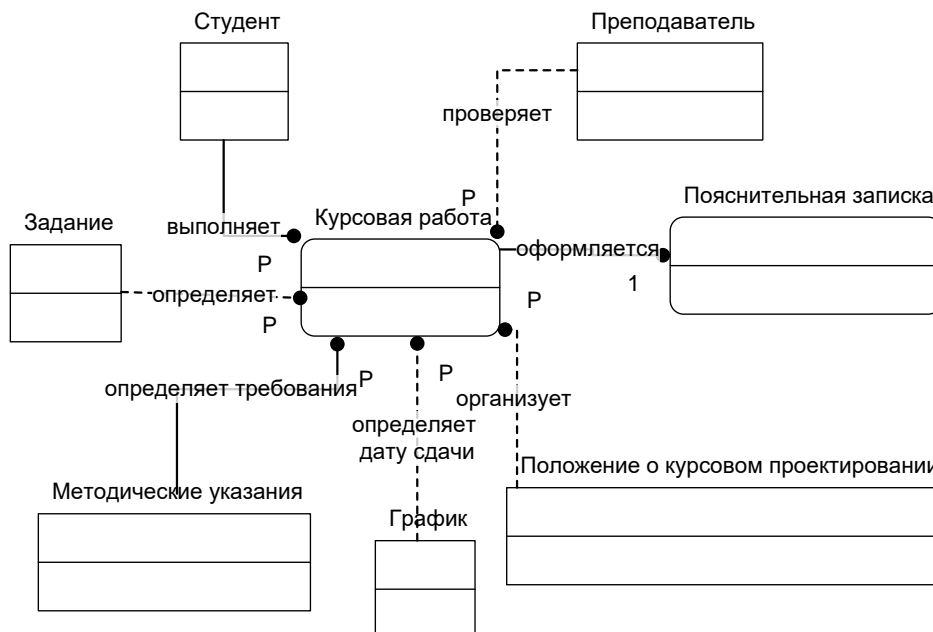 Студент
Преподаватель
проверяет
P
Задание
выполняет
Курсовая работа
Пояснительная записка
оформляется
P
определяет
P
1
P
определяет требования
P
P
организует
определяет
дату сдачи
Методические указания
График
Положение о курсовом проектировании